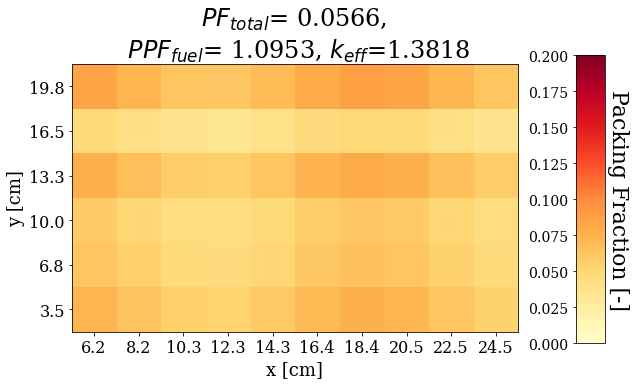 PF_total= 0.0566,
PPF_fuel= 1.0953, k_eff=1.3818
19.8
16.5
13.3
10.0
6.8
3.5
y [cm]
6.2 8.2 10.3 12.3 14.3 16.4 18.4 20.5 22.5 24.5
x [cm]
0.200
0.175
0.150
0.125
0.100
0.075
0.050
0.025
0.000
Packing Fraction [-]